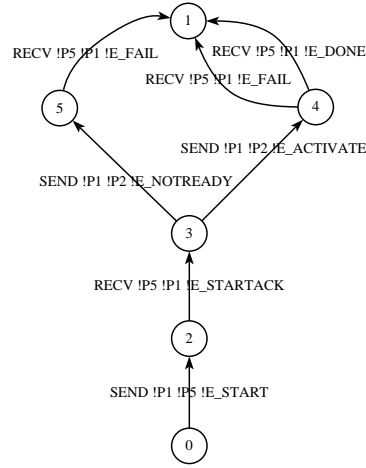 1
RECV !P5 !P1 !E_FAIL
RECV !P5 !P1 !E_DONE
RECV !P5 !P1 !E_FAIL
5
4
SEND !P1 !P2 !E_ACTIVATE
SEND !P1 !P2 !E_NOTREADY
3
RECV !P5 !P1 !E_STARTACK
2
SEND !P1 !P5 !E_START
0